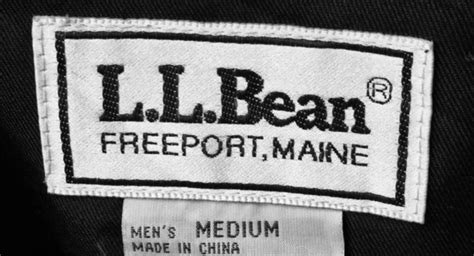 L.L.Bean®
FREEPORT, MAINE
MEN'S MEDIUM
MADE IN CHINA